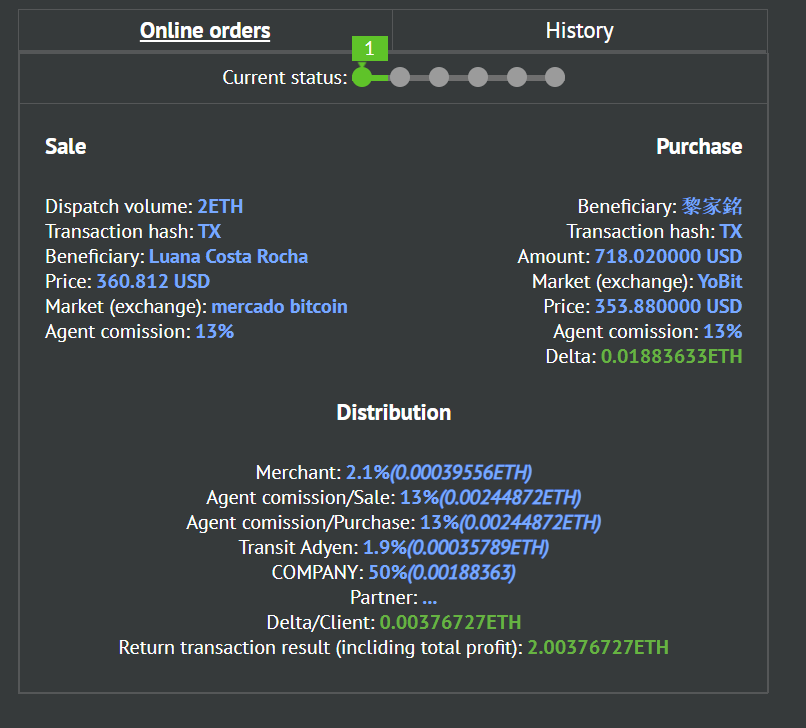 Online orders
History
1
Current status:
Sale
Dispatch volume: 2ETH
Transaction hash: TX
Beneficiary: Luana Costa Rocha
Price: 360.812 USD
Market (exchange): mercado bitcoin
Agent comission: 13%
Purchase
Beneficiary: 黎家銘
Transaction hash: TX
Amount: 718.020000 USD
Market (exchange): YoBit
Price: 353.880000 USD
Agent comission: 13%
Delta: 0.01883633ETH
Distribution
Merchant: 2.1%(0.00039556ETH)
Agent comission/Sale: 13%(0.00244872ETH)
Agent comission/Purchase: 13%(0.00244872ETH)
Transit Adyen: 1.9%(0.00035789ETH)
COMPANY: 50%(0.00188363)
Partner: ...
Delta/Client: 0.00376727ETH
Return transaction result (incliding total profit): 2.00376727ETH